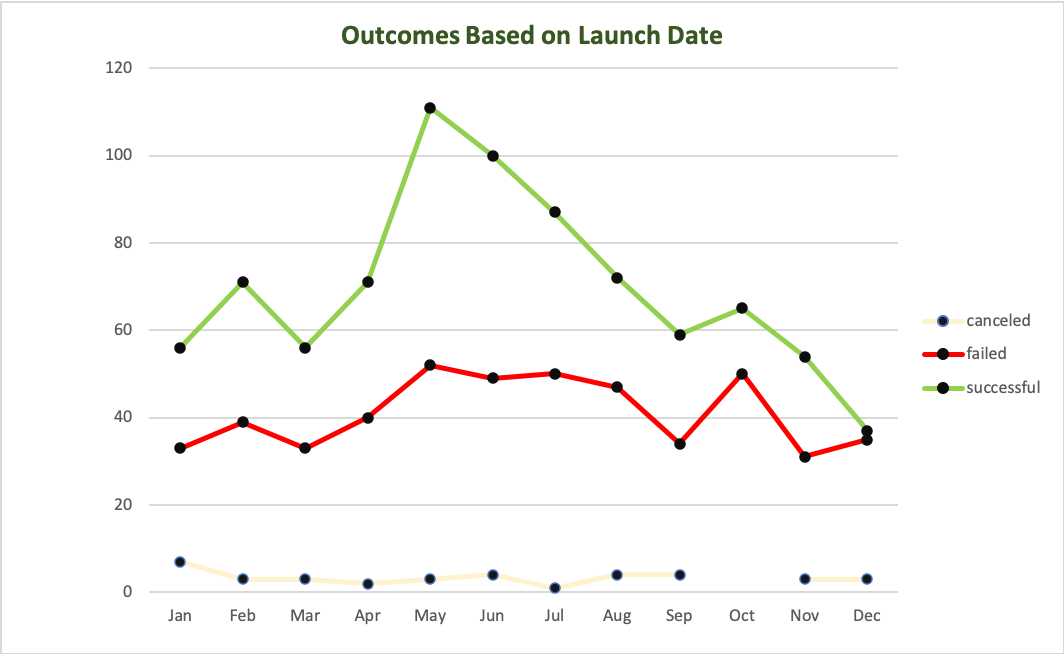 Outcomes Based on Launch Date
120
100
80
60
40
20
0
Jan Feb Mar Apr May Jun Jul Aug Sep Oct Nov Dec
canceled
failed
successful